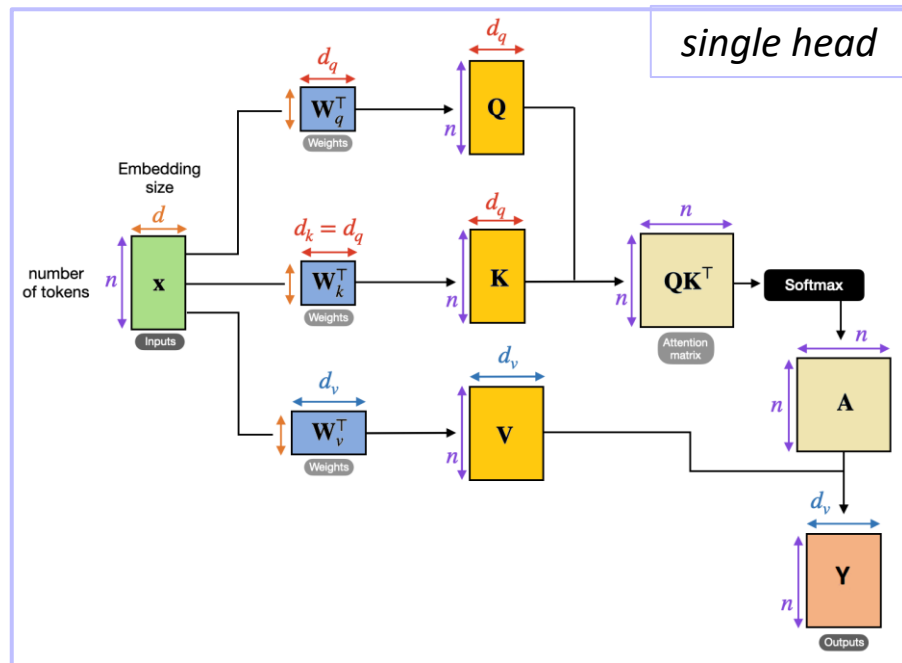 single head
d_q
d_q
W_q^⊤
Weights
n
Q
Embedding
size
d
number
of tokens
n
x
Inputs
d_k = d_q
W_k^⊤
Weights
d_q
n
K
n
n
QK^⊤
Attention
matrix
Softmax
n
n
A
d_v
W_v^⊤
Weights
d_v
n
V
d_v
n
Y
Outputs